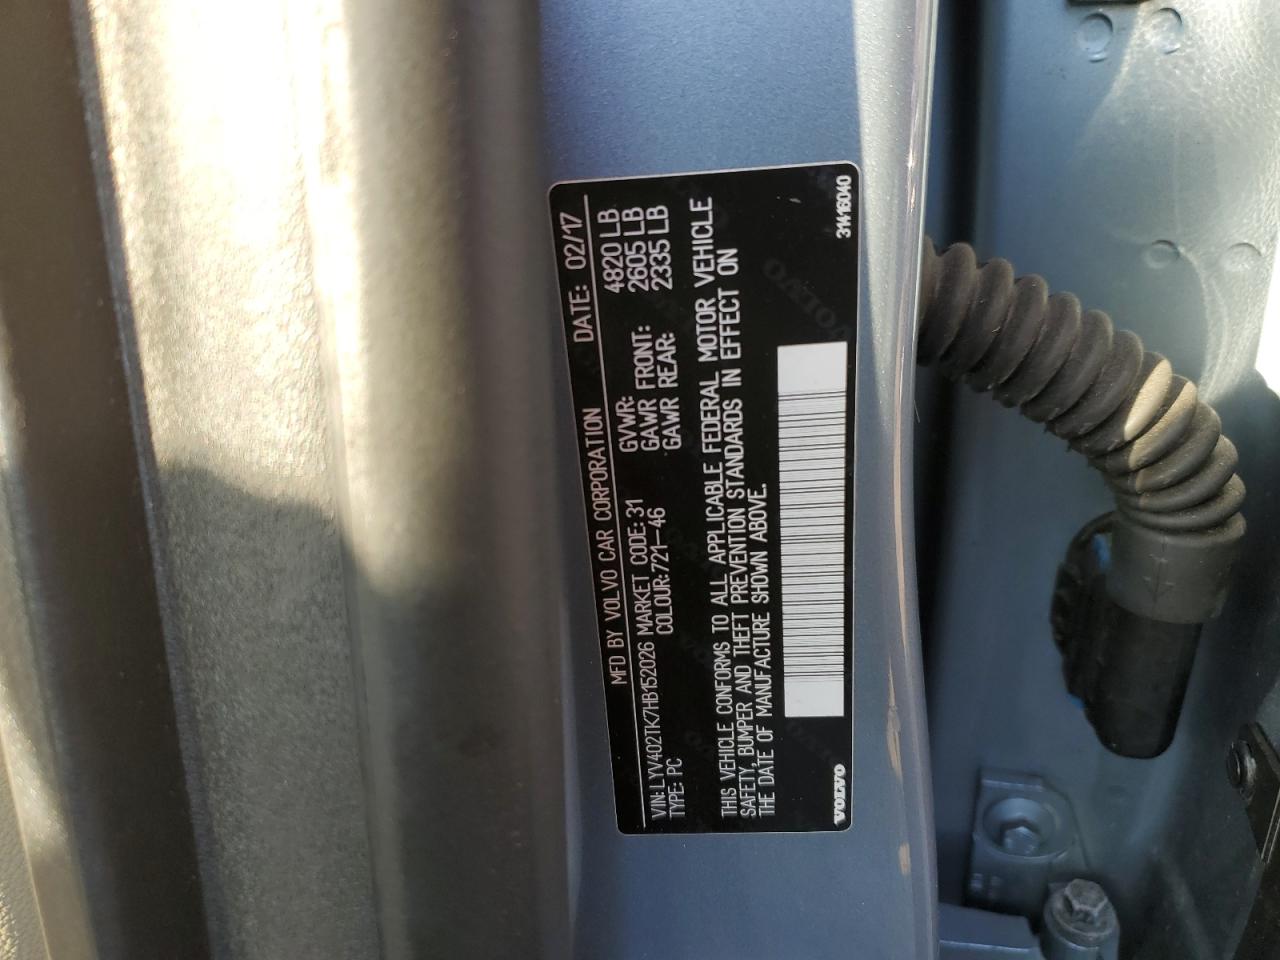 MFD BY VOLVO CAR CORPORATION DATE: 02/17
VIN: LYV402TK7HB152026 MARKET CODE: 31 GVWR: 4820 LB
TYPE: PC COLOUR: 721-46 GAWR FRONT: 2605 LB
GAWR REAR: 2335 LB
THIS VEHICLE CONFORMS TO ALL APPLICABLE FEDERAL MOTOR VEHICLE
SAFETY, BUMPER AND THEFT PREVENTION STANDARDS IN EFFECT ON
THE DATE OF MANUFACTURE SHOWN ABOVE.
VOLVO 31416040